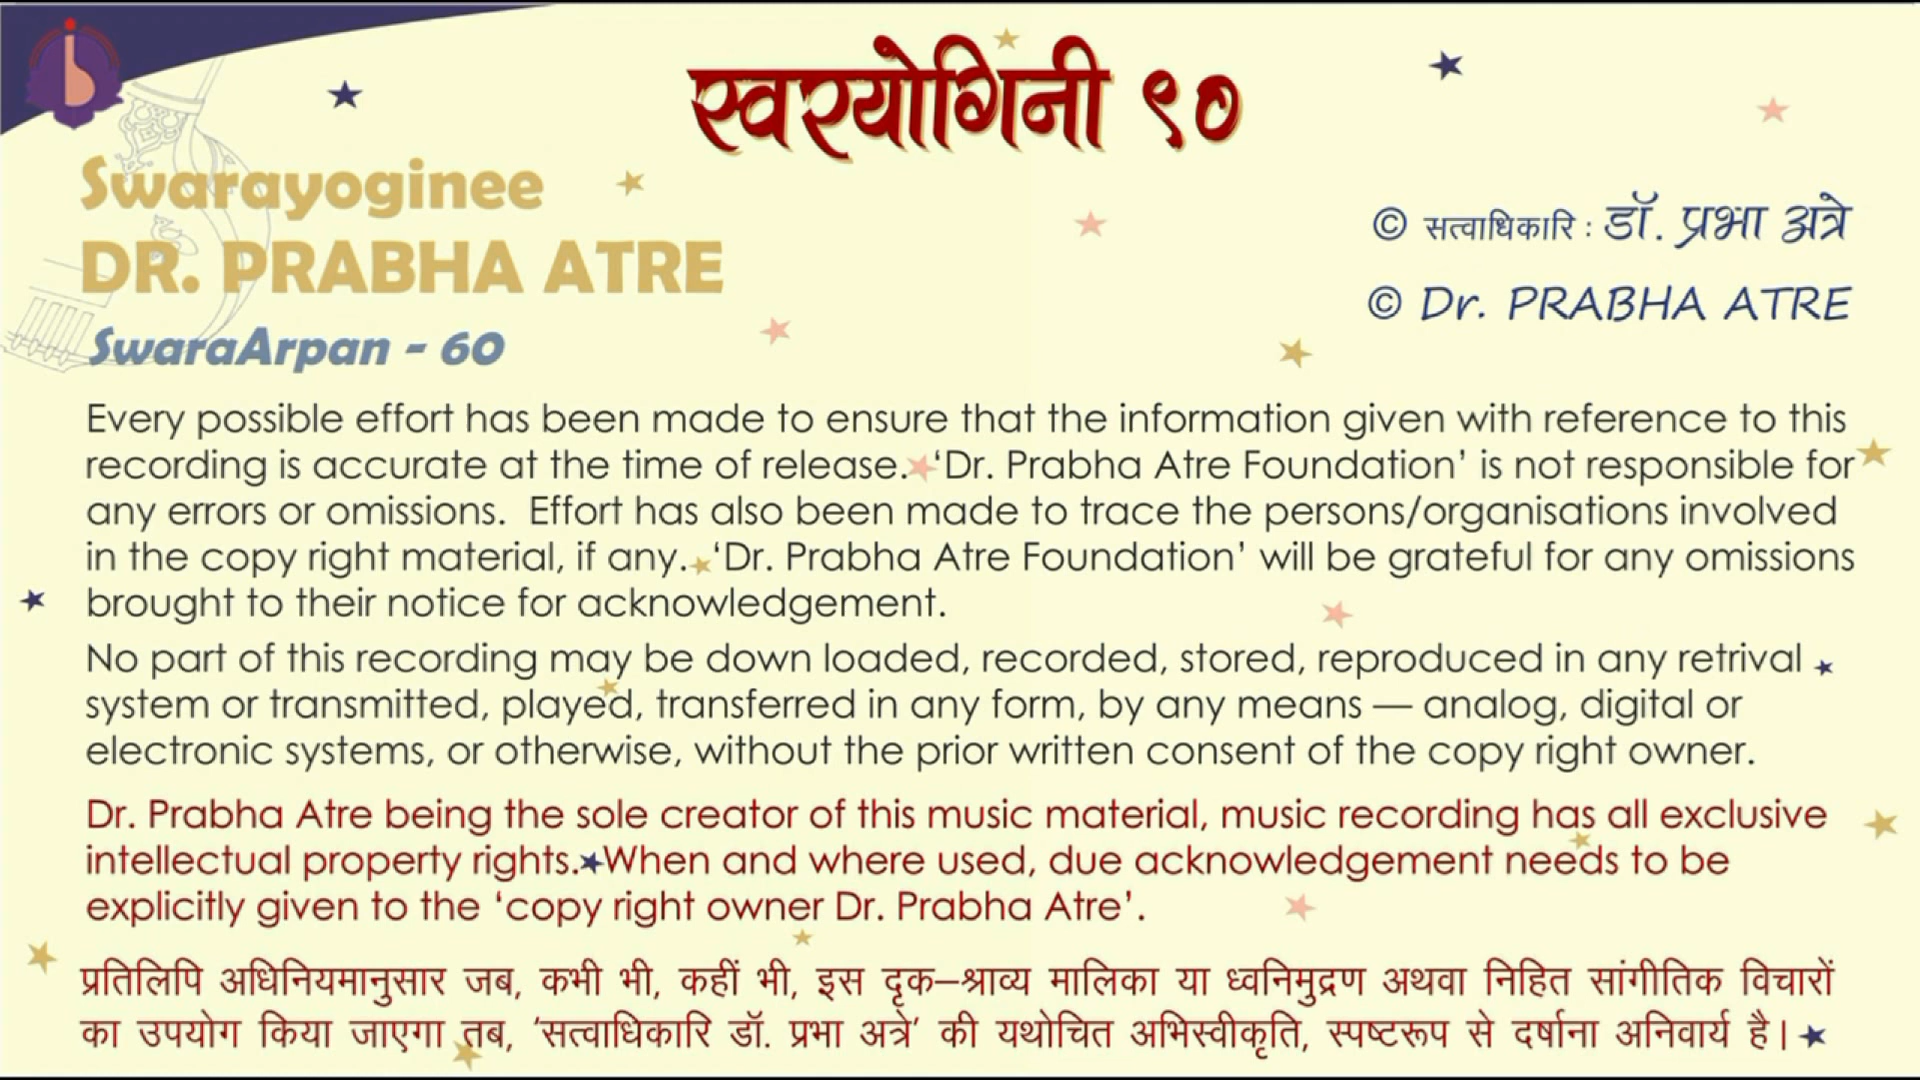 स्वरयोगिनी ९०
Swarayoginee
DR. PRABHA ATRE
SwaraArpan - 60
© सत्वाधिकारि : डॉ. प्रभा अत्रे
© Dr. PRABHA ATRE
Every possible effort has been made to ensure that the information given with reference to this
recording is accurate at the time of release. ‘Dr. Prabha Atre Foundation’ is not responsible for
any errors or omissions.  Effort has also been made to trace the persons/organisations involved
in the copy right material, if any. ‘Dr. Prabha Atre Foundation’ will be grateful for any omissions
brought to their notice for acknowledgement.
No part of this recording may be down loaded, recorded, stored, reproduced in any retrival
system or transmitted, played, transferred in any form, by any means — analog, digital or
electronic systems, or otherwise, without the prior written consent of the copy right owner.
Dr. Prabha Atre being the sole creator of this music material, music recording has all exclusive
intellectual property rights. When and where used, due acknowledgement needs to be
explicitly given to the ‘copy right owner Dr. Prabha Atre’.
प्रतिलिपि अधिनियमानुसार जब, कभी भी, कहीं भी, इस दृक–श्राव्य मालिका या ध्वनिमुद्रण अथवा निहित सांगीतिक विचारों
का उपयोग किया जाएगा तब, ‘सत्वाधिकारि डॉ. प्रभा अत्रे’ की यथोचित अभिस्वीकृति, स्पष्टरूप से दर्षाना अनिवार्य है।